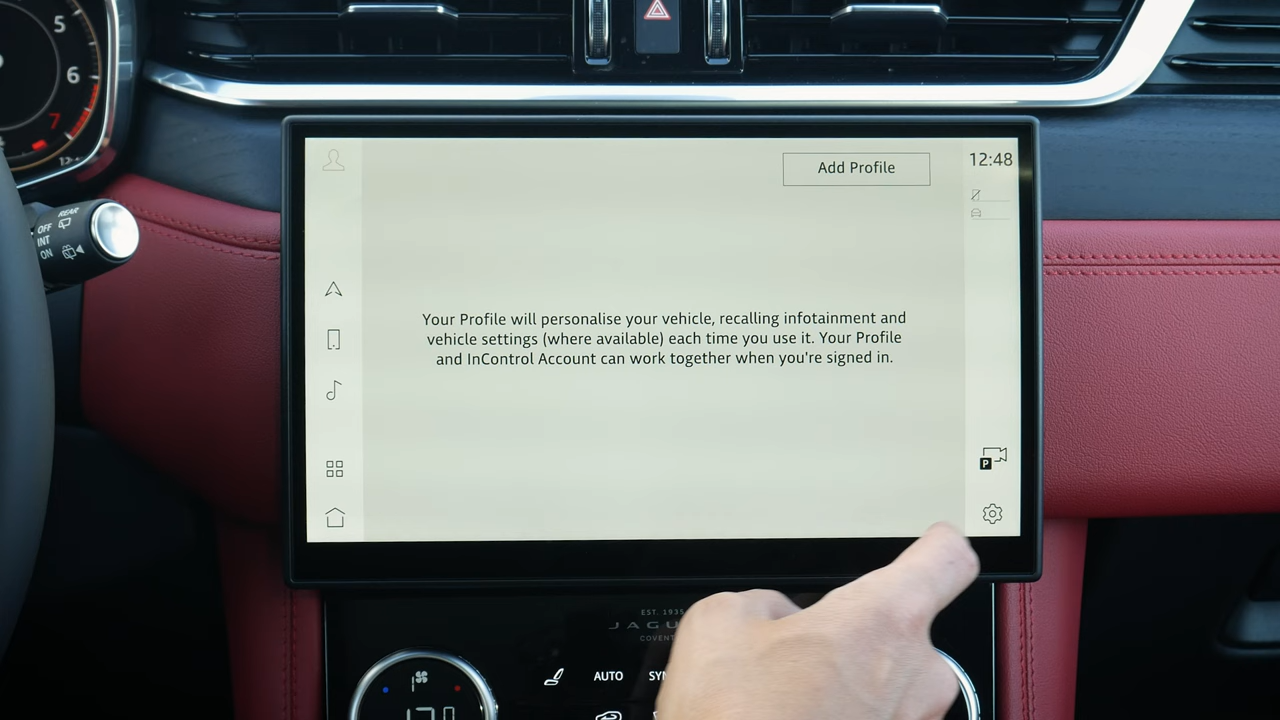 5
6
7
REAR
OFF
INT
ON
Add Profile
12:48
Your Profile will personalise your vehicle, recalling infotainment and
vehicle settings (where available) each time you use it. Your Profile
and InControl Account can work together when you're signed in.
P
EST. 1935
AUTO